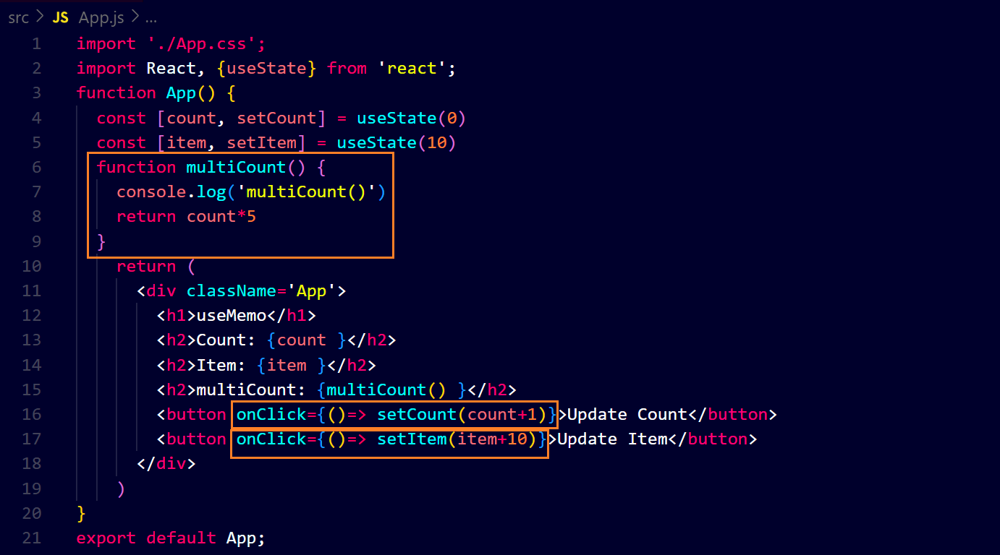 src > JS App.js > ...
1 import './App.css';
2 import React, {useState} from 'react';
3 function App() {
4 const [count, setCount] = useState(0)
5 const [item, setItem] = useState(10)
6 function multiCount() {
7 console.log('multiCount()')
8 return count*5
9 }
10 return (
11 <div className='App'>
12 <h1>useMemo</h1>
13 <h2>Count: {count }</h2>
14 <h2>Item: {item }</h2>
15 <h2>multiCount: {multiCount() }</h2>
16 <button onClick={()=> setCount(count+1)}>Update Count</button>
17 <button onClick={()=> setItem(item+10)}>Update Item</button>
18 </div>
19 )
20 }
21 export default App;